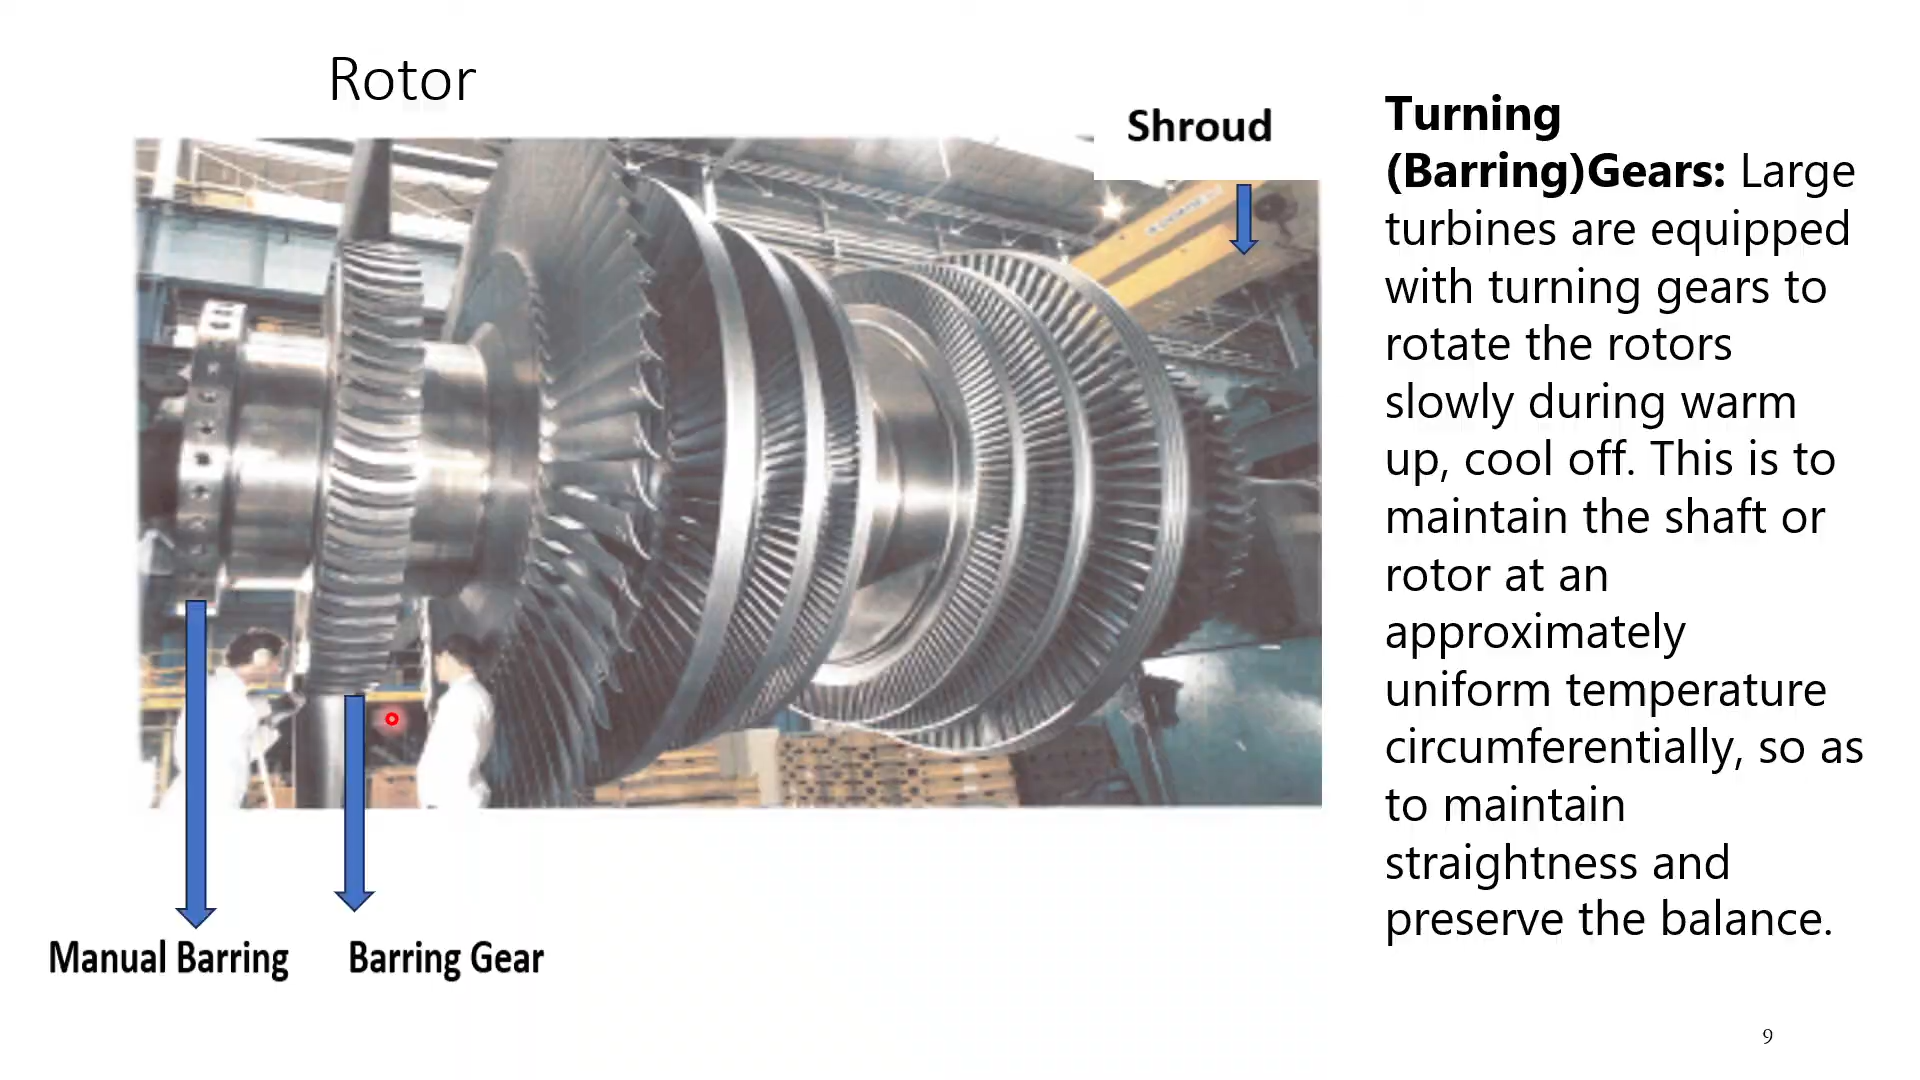 Rotor
Shroud
Turning
(Barring)Gears: Large
turbines are equipped
with turning gears to
rotate the rotors
slowly during warm
up, cool off. This is to
maintain the shaft or
rotor at an
approximately
uniform temperature
circumferentially, so as
to maintain
straightness and
preserve the balance.
Manual Barring
Barring Gear
9